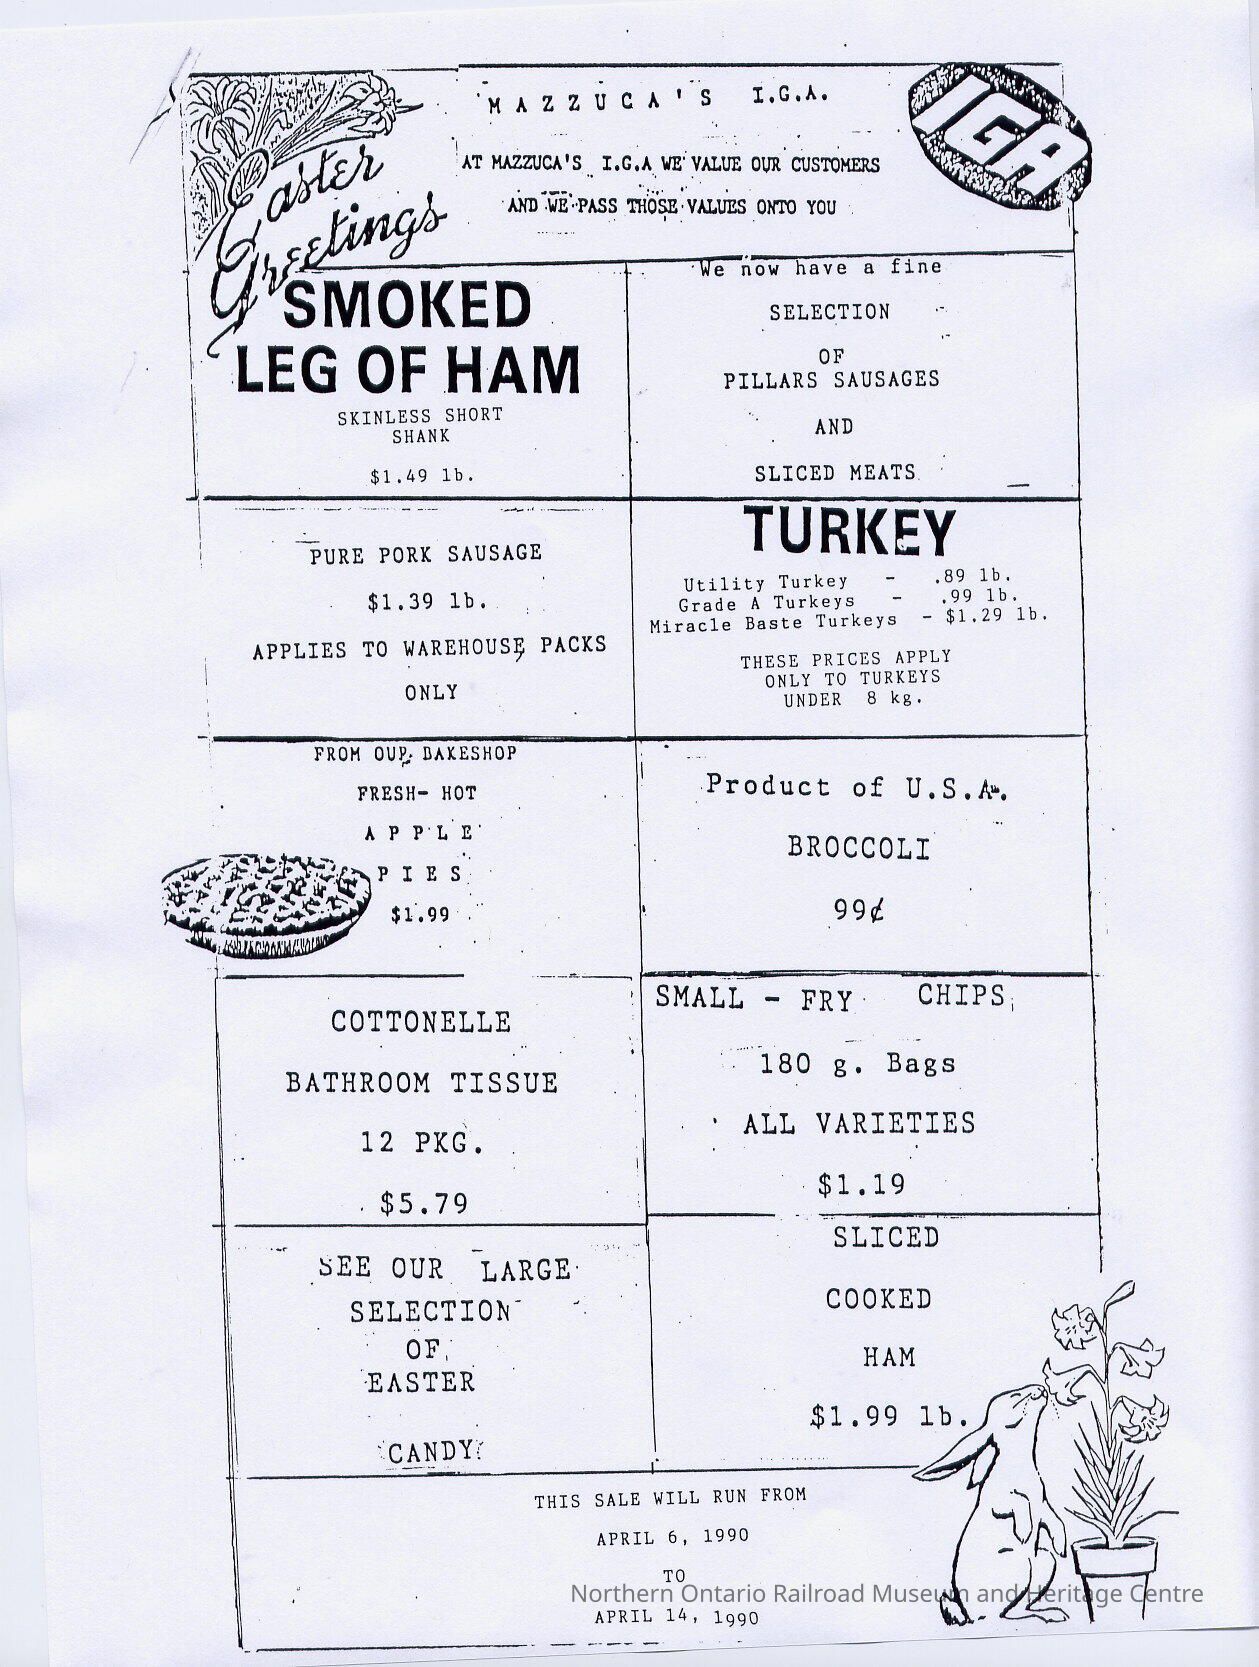 Easter
Greetings
MAZZUCA'S I.G.A.
IGA
AT MAZZUCA'S I.G.A WE VALUE OUR CUSTOMERS
AND WE PASS THOSE VALUES ONTO YOU
SMOKED
LEG OF HAM
SKINLESS SHORT
SHANK
$1.49 lb.
We now have a fine
SELECTION
OF
PILLARS SAUSAGES
AND
SLICED MEATS
PURE PORK SAUSAGE
$1.39 lb.
APPLIES TO WAREHOUSE PACKS
ONLY
TURKEY
Utility Turkey - .89 lb.
Grade A Turkeys - .99 lb.
Miracle Baste Turkeys - $1.29 lb.
THESE PRICES APPLY
ONLY TO TURKEYS
UNDER 8 kg.
FROM OUR BAKESHOP
FRESH- HOT
APPLE
PIES
$1.99
Product of U.S.A.
BROCCOLI
99¢
COTTONELLE
BATHROOM TISSUE
12 PKG.
$5.79
SMALL - FRY CHIPS
180 g. Bags
ALL VARIETIES
$1.19
SEE OUR LARGE
SELECTION
OF
EASTER
CANDY
SLICED
COOKED
HAM
$1.99 lb.
THIS SALE WILL RUN FROM
APRIL 6, 1990
TO
APRIL 14, 1990
Northern Ontario Railroad Museum and Heritage Centre